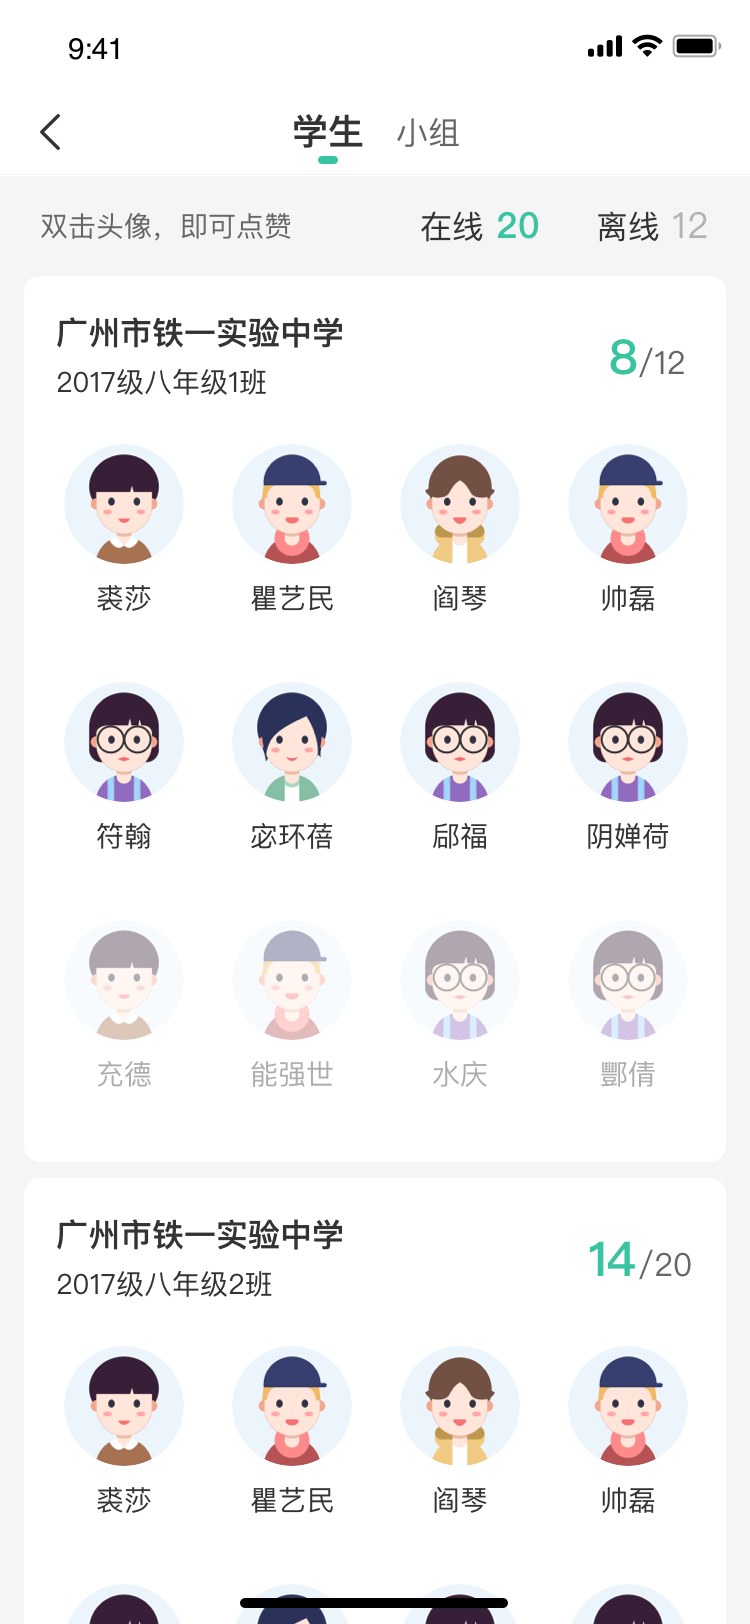 9:41
学生 小组
双击头像，即可点赞 在线 20 离线 12
广州市铁一实验中学
8/12
2017级八年级1班
裘莎 瞿艺民 阎琴 帅磊
符翰 宓环蓓 郈福 阴婵荷
充德 能强世 水庆 酆倩
广州市铁一实验中学
14/20
2017级八年级2班
裘莎 瞿艺民 阎琴 帅磊